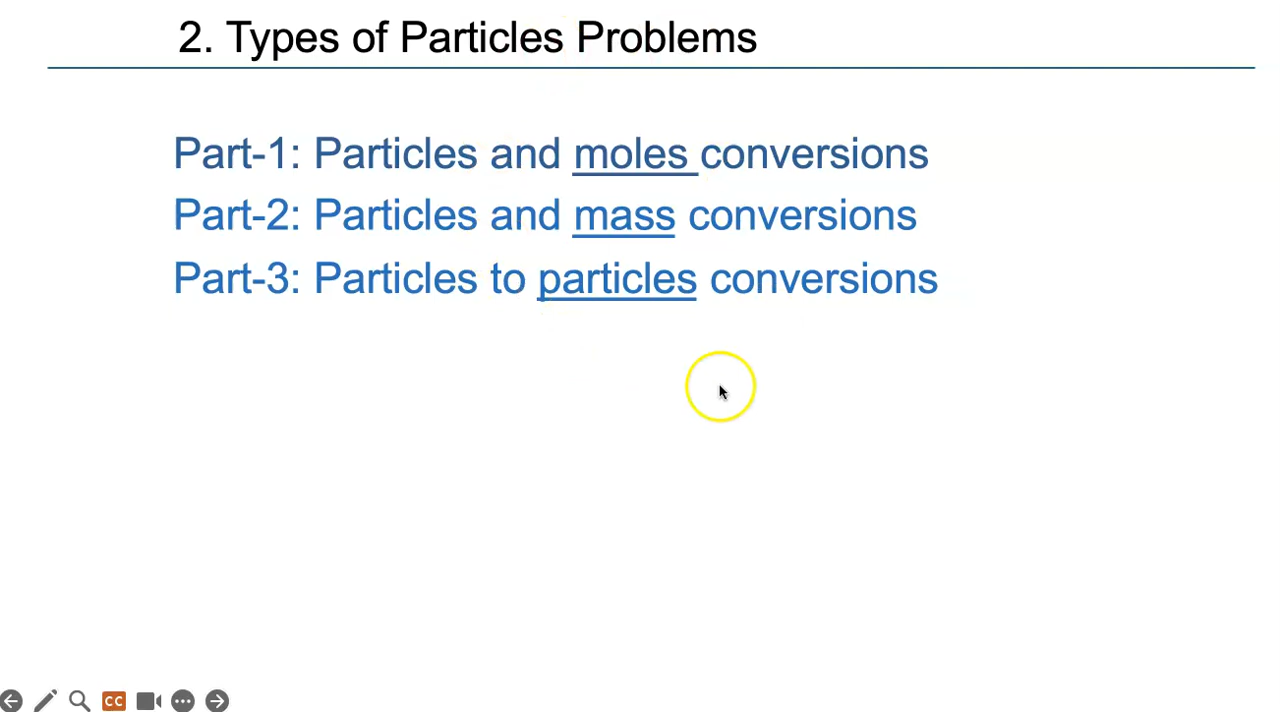 2. Types of Particles Problems
Part-1: Particles and moles conversions
Part-2: Particles and mass conversions
Part-3: Particles to particles conversions
CC